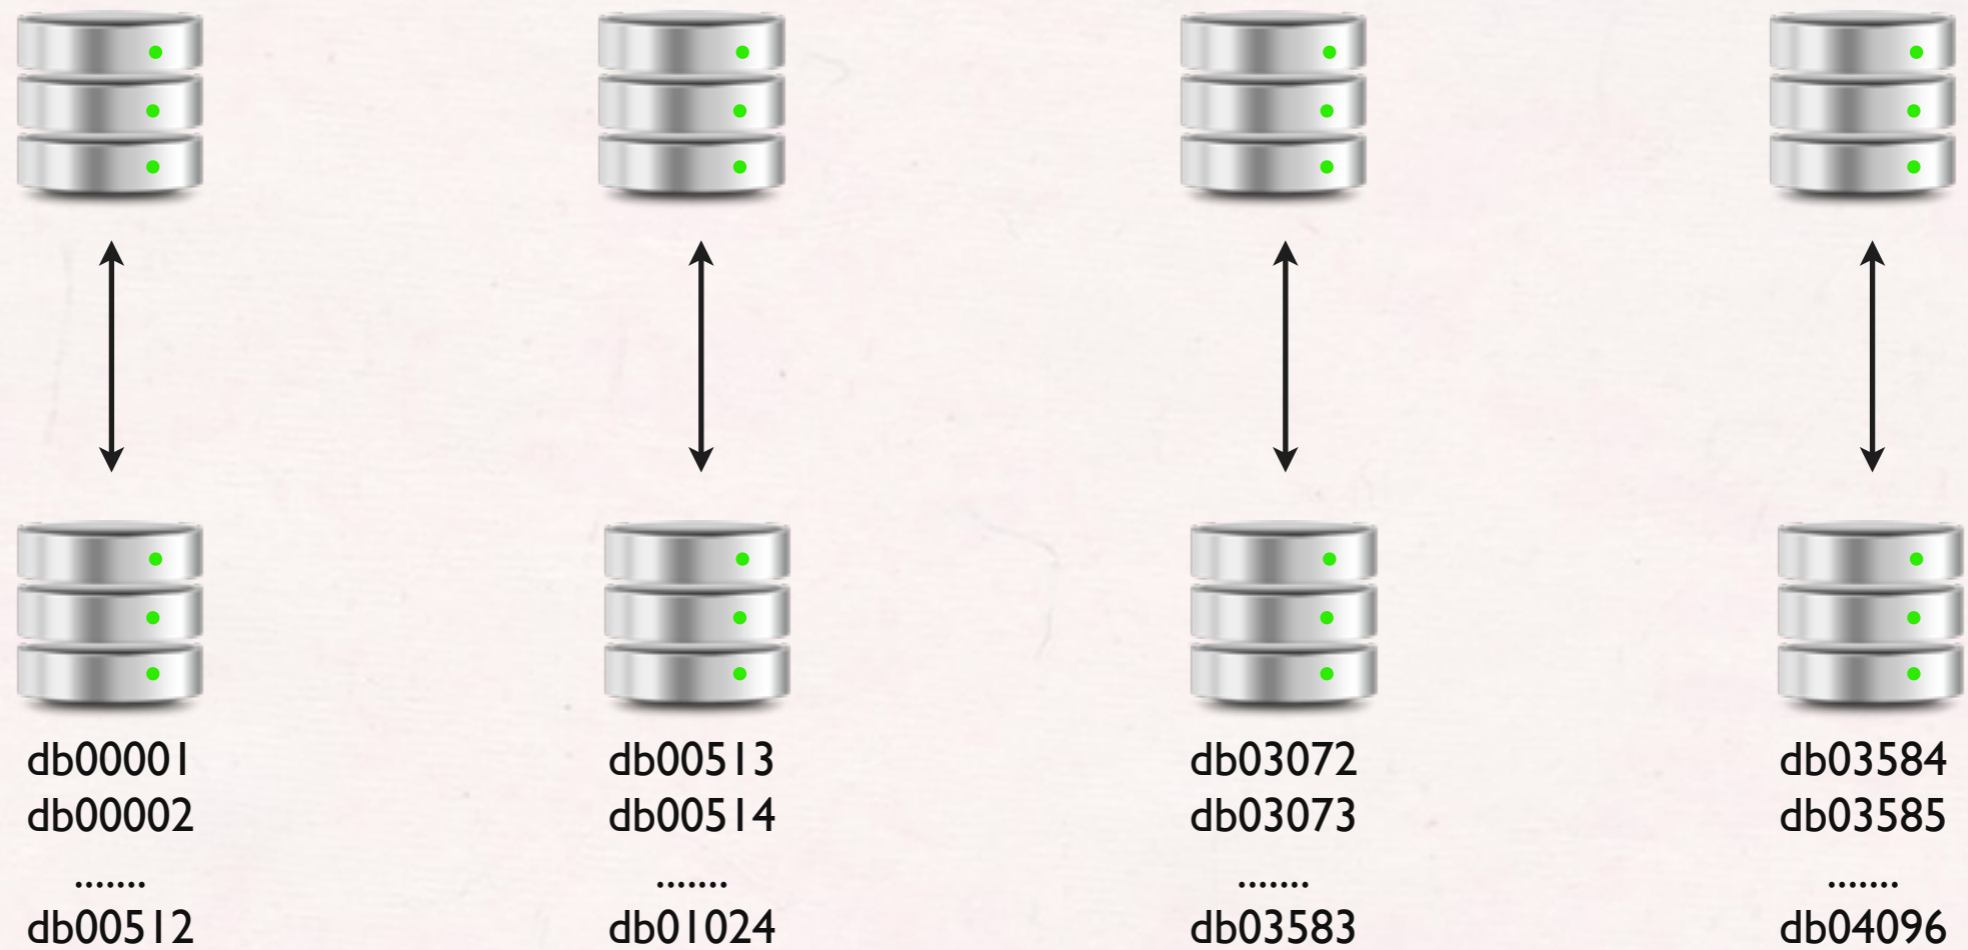 db00001
db00002
.......
db00512
db00513
db00514
.......
db01024
db03072
db03073
.......
db03583
db03584
db03585
.......
db04096